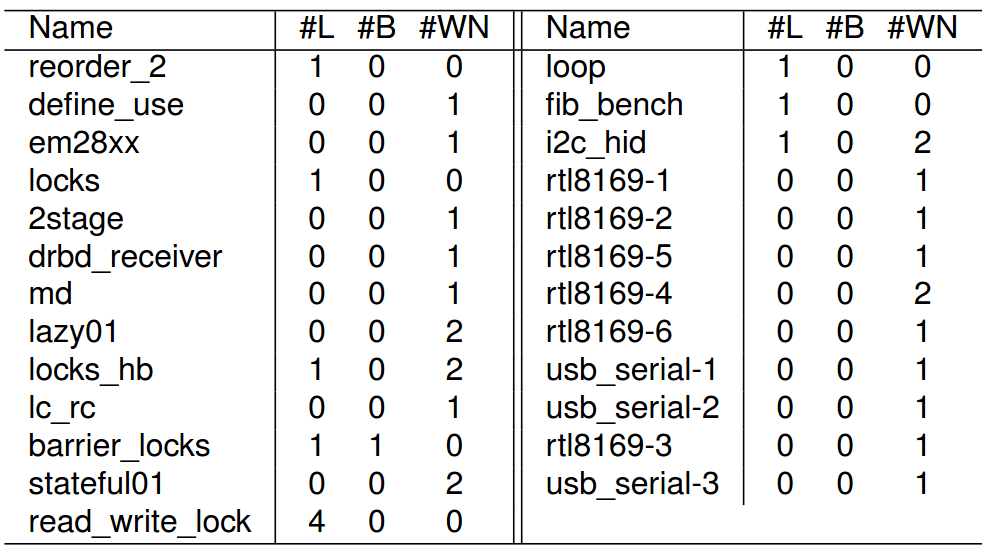 Name #L #B #WN Name #L #B #WN
reorder_2 1 0 0 loop 1 0 0
define_use 0 0 1 fib_bench 1 0 0
em28xx 0 0 1 i2c_hid 1 0 2
locks 1 0 0 rtl8169-1 0 0 1
2stage 0 0 1 rtl8169-2 0 0 1
drbd_receiver 0 0 1 rtl8169-5 0 0 1
md 0 0 1 rtl8169-4 0 0 2
lazy01 0 0 2 rtl8169-6 0 0 1
locks_hb 1 0 2 usb_serial-1 0 0 1
lc_rc 0 0 1 usb_serial-2 0 0 1
barrier_locks 1 1 0 rtl8169-3 0 0 1
stateful01 0 0 2 usb_serial-3 0 0 1
read_write_lock 4 0 0